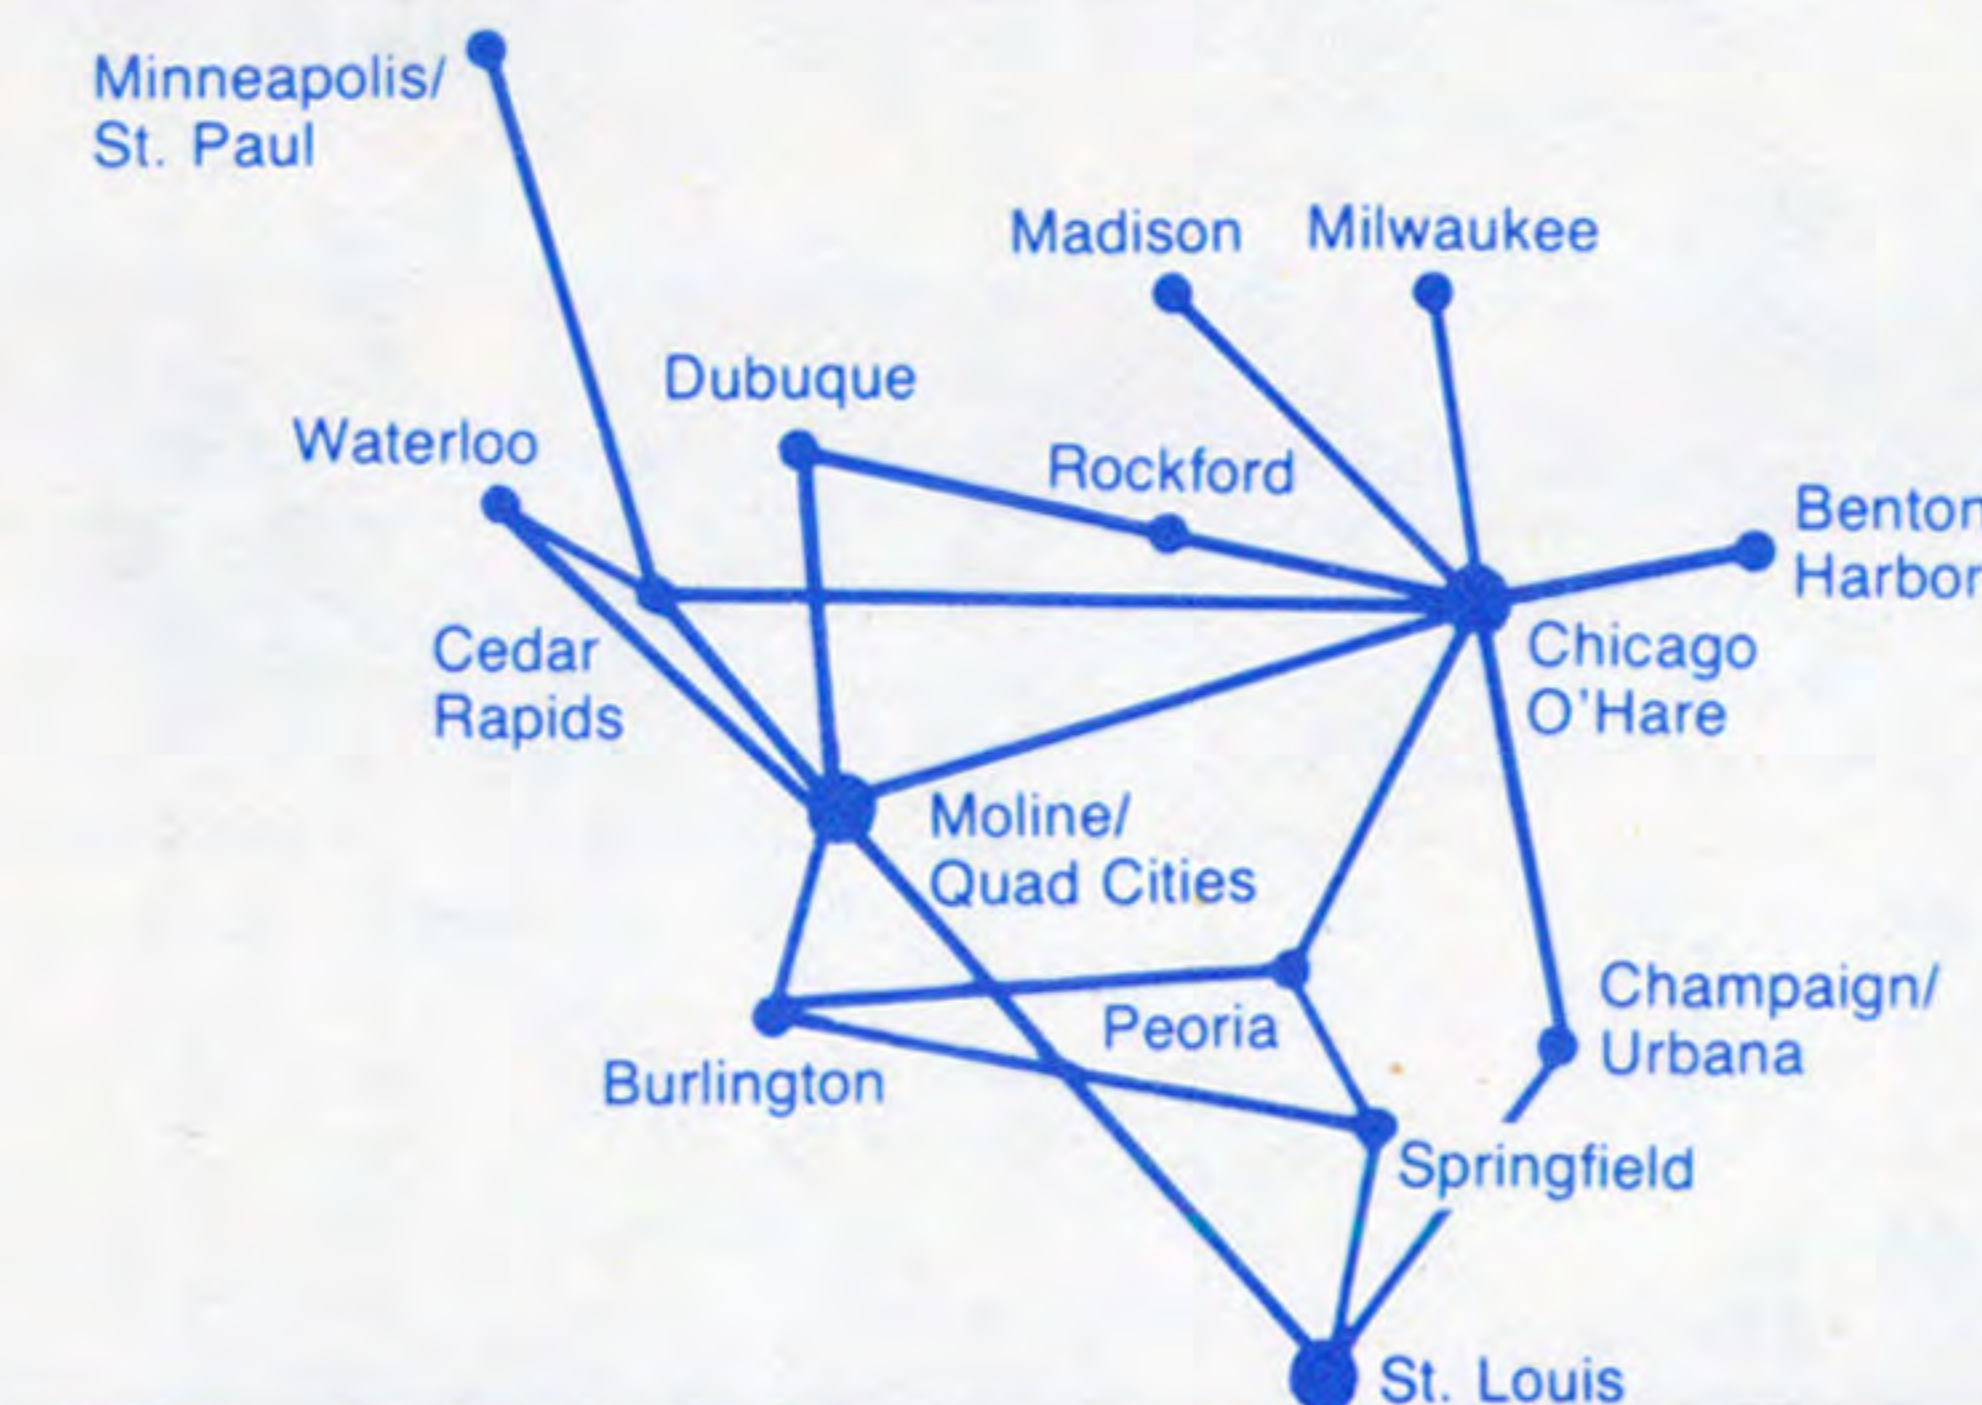 Minneapolis/
St. Paul
Madison
Milwaukee
Dubuque
Waterloo
Rockford
Benton
Harbor
Cedar
Rapids
Chicago
O'Hare
Moline/
Quad Cities
Champaign/
Urbana
Peoria
Burlington
Springfield
St. Louis